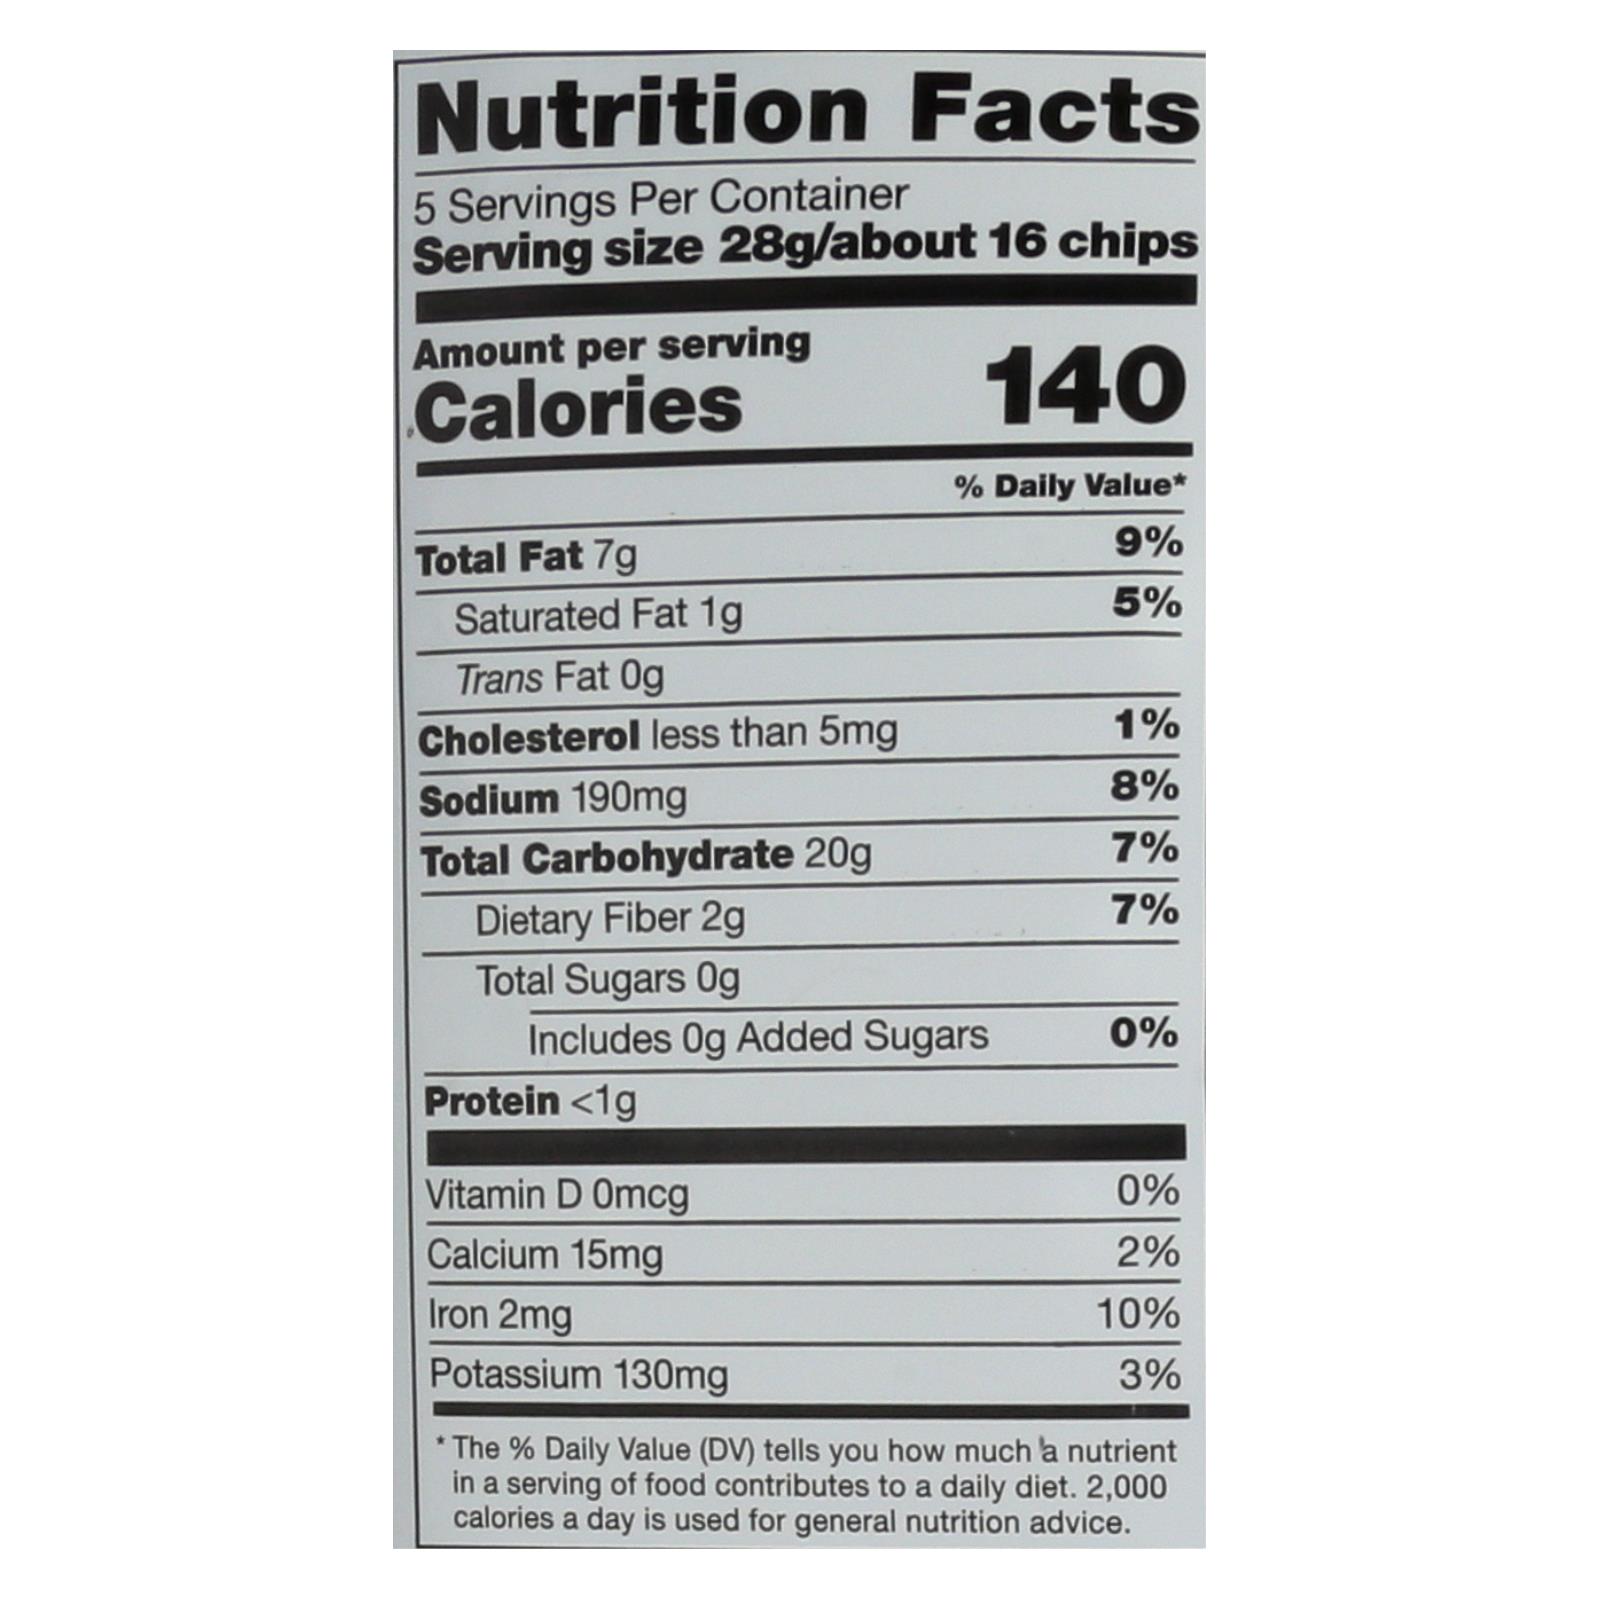 Nutrition Facts
5 Servings Per Container
Serving size 28g/about 16 chips
Amount per serving
Calories 140
% Daily Value*
Total Fat 7g 9%
Saturated Fat 1g 5%
Trans Fat 0g
Cholesterol less than 5mg 1%
Sodium 190mg 8%
Total Carbohydrate 20g 7%
Dietary Fiber 2g 7%
Total Sugars 0g
Includes 0g Added Sugars 0%
Protein <1g
Vitamin D 0mcg 0%
Calcium 15mg 2%
Iron 2mg 10%
Potassium 130mg 3%
* The % Daily Value (DV) tells you how much a nutrient
in a serving of food contributes to a daily diet. 2,000
calories a day is used for general nutrition advice.